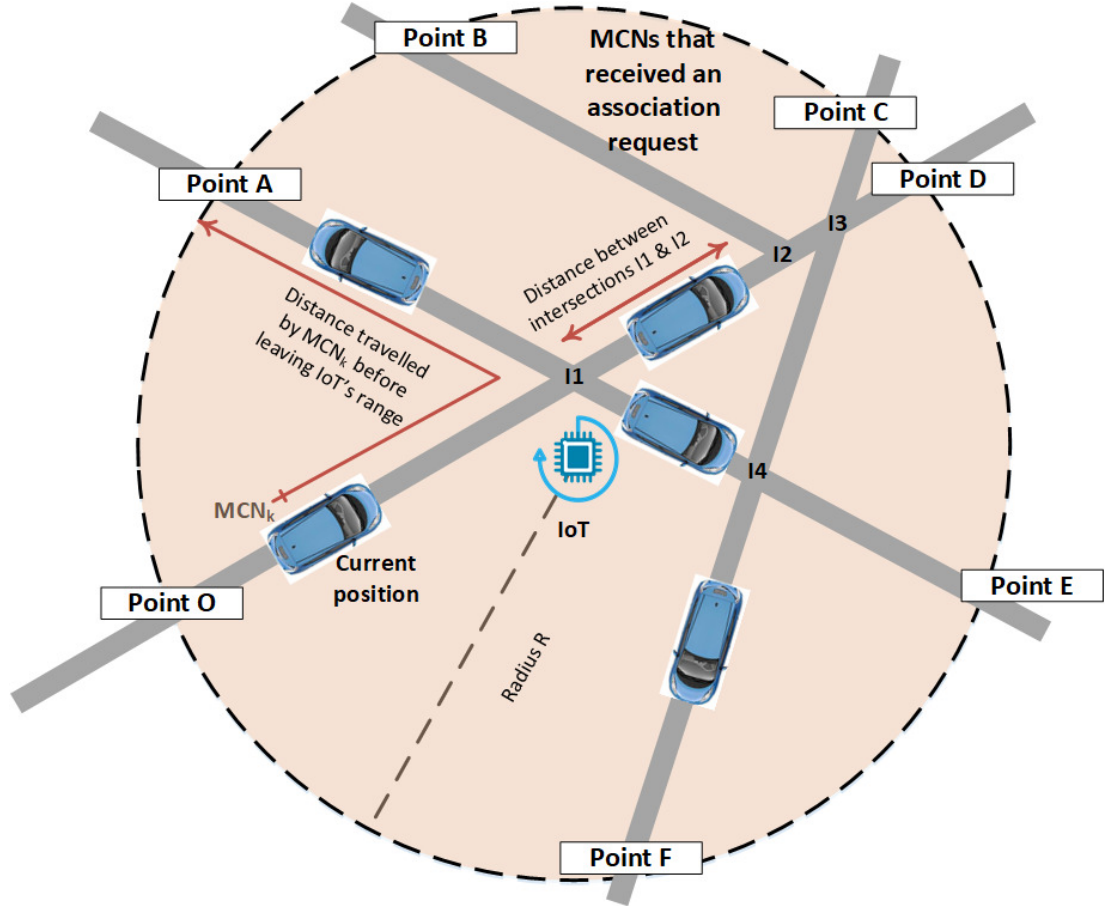 Point B
MCNs that
received an
association
request
Point C
Point A
Point D
I3
I2
Distance between
intersections I1 & I2
Distance travelled
by MCNk before
leaving IoT's range
I1
I4
MCNk
IoT
Current
position
Point O
Point E
Radius R
Point F